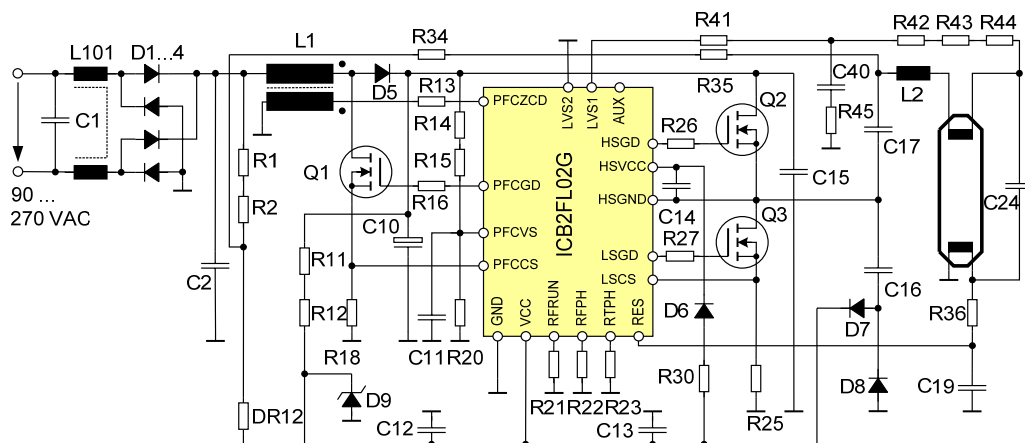 L101
D1...4
C1
90 ...
270 VAC
L1
R34
R41
R42
R43
R44
D5
R13
R14
R15
R16
Q1
R1
R2
C2
C10
R11
R12
R18
C11
R20
DR12
D9
C12
PFCZCD
PFCGD
PFCVS
PFCCS
LVS2
LVS1
AUX
ICB2FL02G
HSGD
HSVCC
HSGND
LSGD
LSCS
GND
VCC
RFRUN
RFPH
RTPH
RES
R21
R22
R23
C13
R35
R26
Q2
C14
C15
Q3
R27
D6
R30
R25
C40
R45
L2
C17
C24
C16
D7
D8
R36
C19